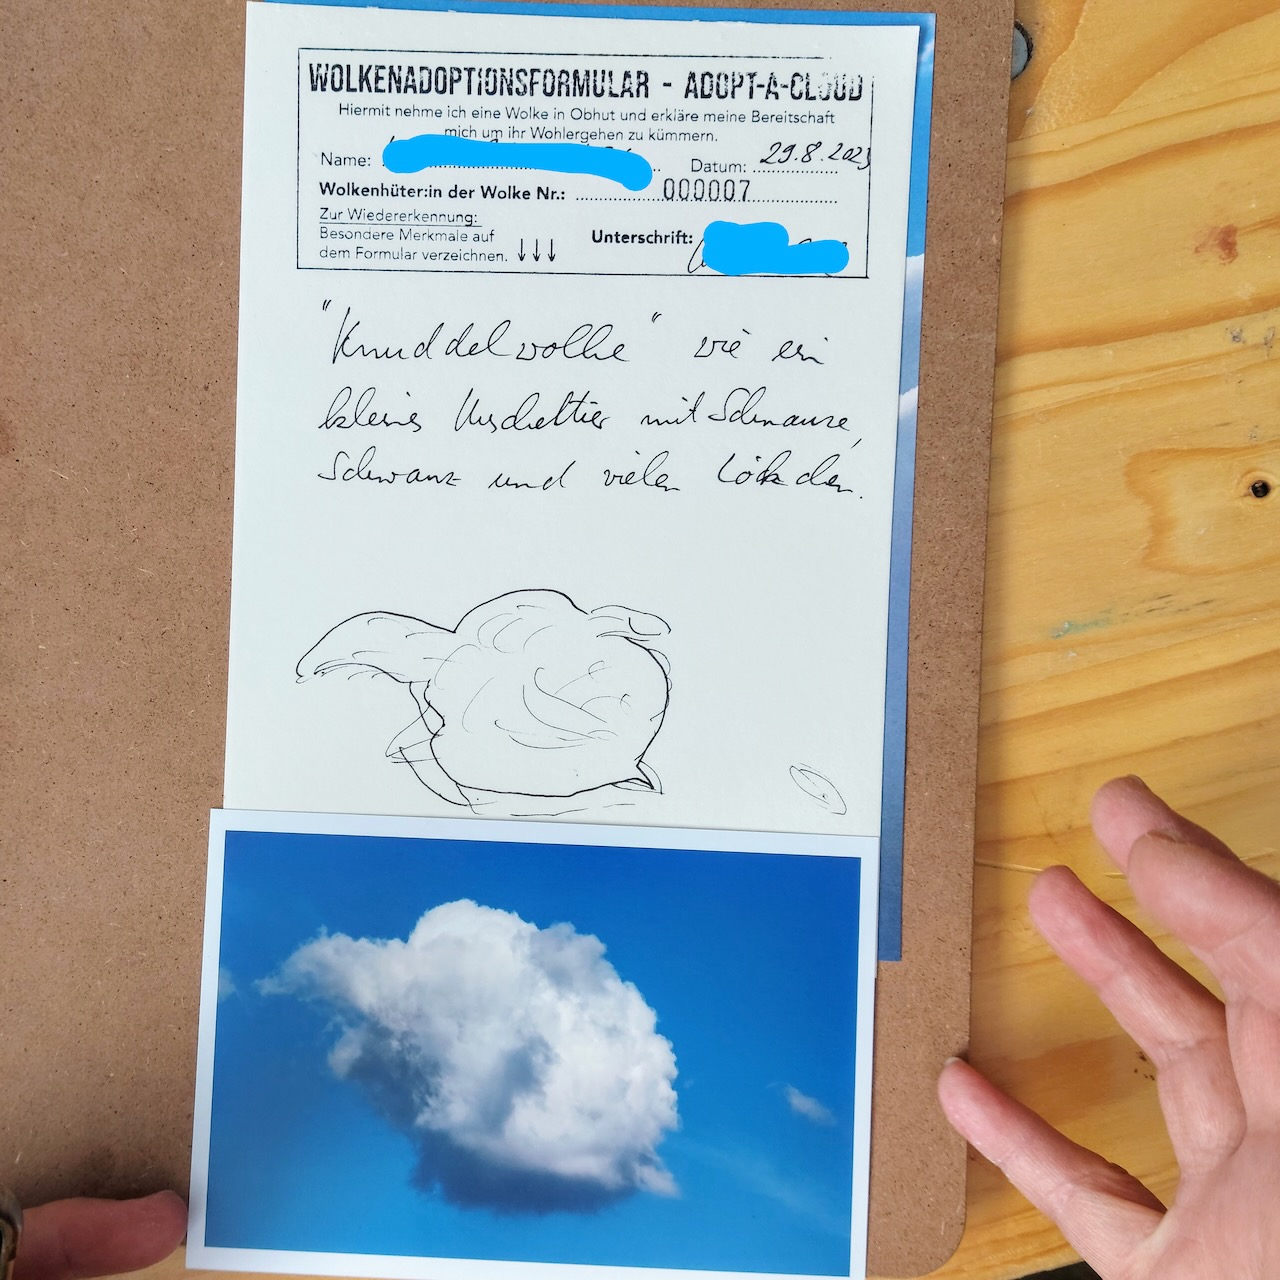 WOLKENADOPTIONSFORMULAR - ADOPT-A-CLOUD
Hiermit nehme ich eine Wolke in Obhut und erkläre meine Bereitschaft
mich um ihr Wohlergehen zu kümmern.
Name: Datum: 29.8.2023
Wolkenhüter:in der Wolke Nr.: 000007
Zur Wiedererkennung:
Besondere Merkmale auf Unterschrift:
dem Formular verzeichnen. ↓↓↓
"Knuddelwolke" wie ein
kleines Kuscheltier mit Schnauze,
Schwanz und vielen Löckchen.